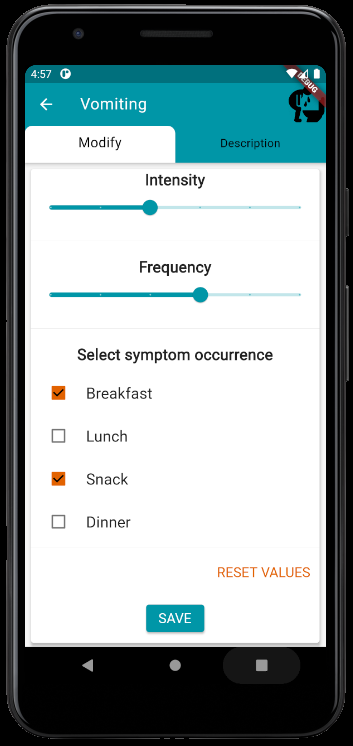 4:57
DEBUG
Vomiting
Modify
Description
Intensity
Frequency
Select symptom occurrence
Breakfast
Lunch
Snack
Dinner
RESET VALUES
SAVE